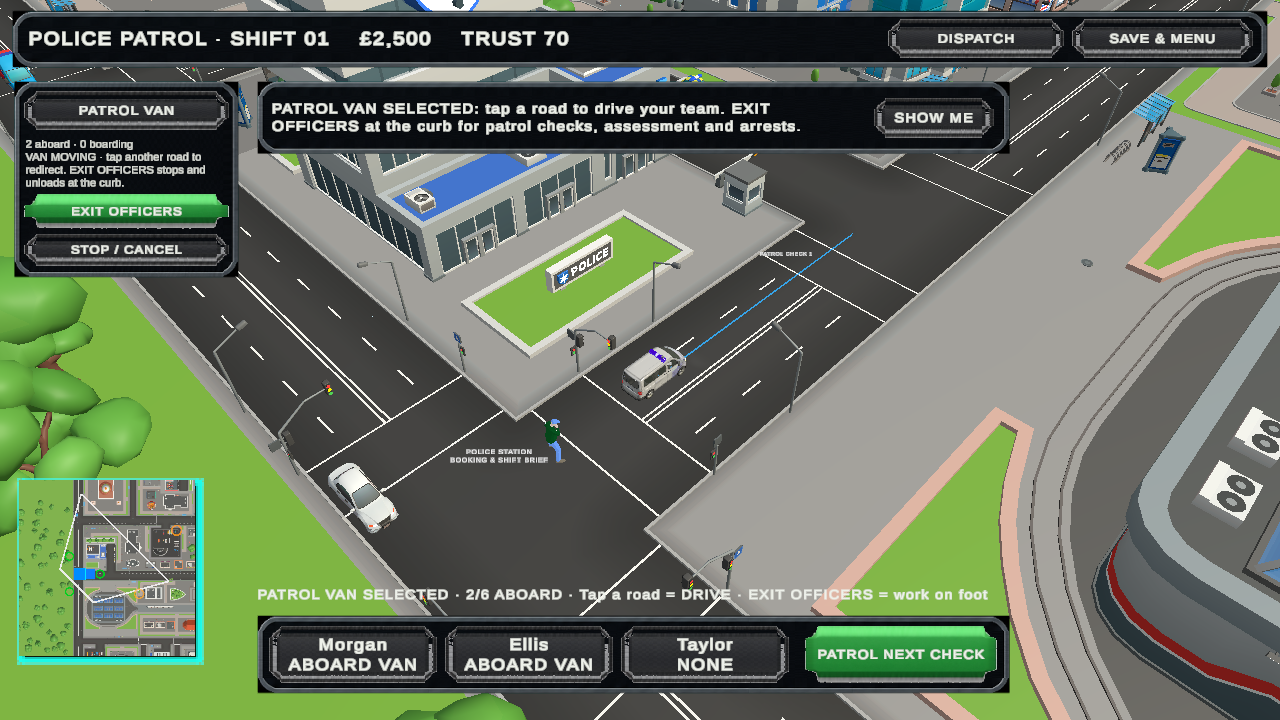 POLICE PATROL · SHIFT 01 £2,500 TRUST 70
DISPATCH
SAVE & MENU
PATROL VAN
2 aboard · 0 boarding
VAN MOVING · tap another road to
redirect. EXIT OFFICERS stops and
unloads at the curb.
EXIT OFFICERS
STOP / CANCEL
PATROL VAN SELECTED: tap a road to drive your team. EXIT
OFFICERS at the curb for patrol checks, assessment and arrests.
SHOW ME
POLICE
PATROL CHECK 1
POLICE STATION
BOOKING & SHIFT BRIEF
PATROL VAN SELECTED · 2/6 ABOARD · Tap a road = DRIVE · EXIT OFFICERS = work on foot
Morgan
ABOARD VAN
Ellis
ABOARD VAN
Taylor
NONE
PATROL NEXT CHECK